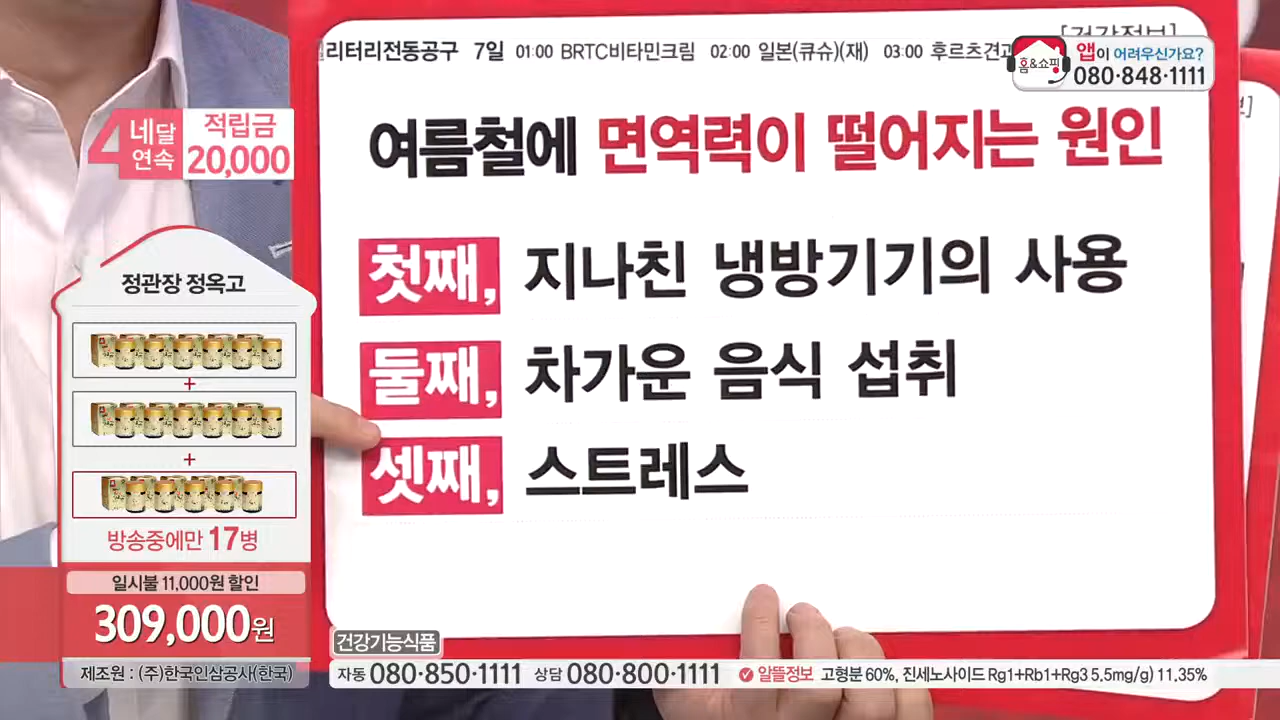 리터리전동공구 7일 01:00 BRTC비타민크림 02:00 일본(큐슈)(재) 03:00 후르츠견과
[건강정보]
홈&쇼핑
앱이 어려우신가요?
080·848·1111
4 네달 연속
적립금
20,000
여름철에 면역력이 떨어지는 원인
첫째, 지나친 냉방기기의 사용
둘째, 차가운 음식 섭취
셋째, 스트레스
정관장 정옥고
+
+
방송중에만 17병
일시불 11,000원 할인
309,000원
제조원 : (주)한국인삼공사(한국)
건강기능식품
자동 080·850·1111 상담 080·800·1111 알뜰정보 고형분 60%, 진세노사이드 Rg1+Rb1+Rg3 5.5mg/g) 11.35%